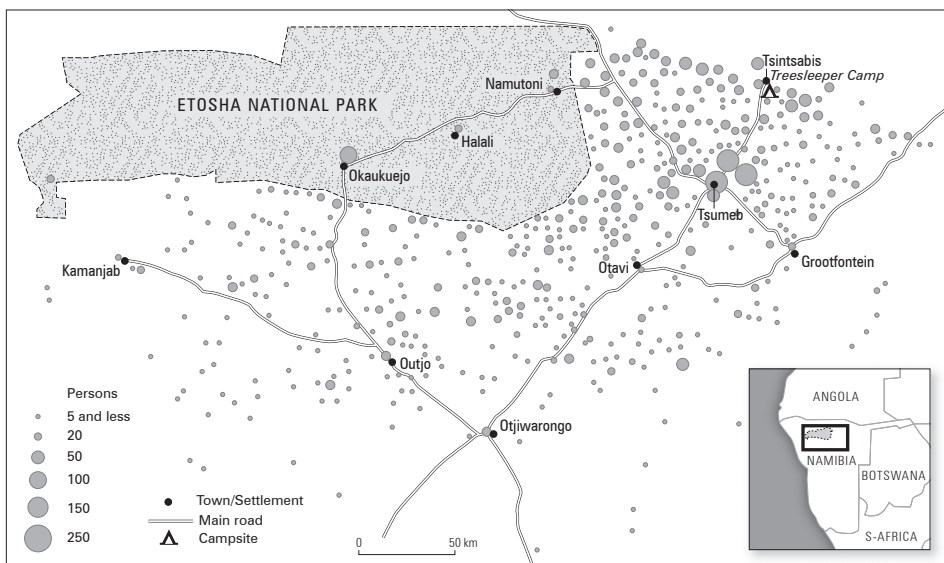 Tsintsabis
Treesleeper Camp
Namutoni
ETOSHA NATIONAL PARK
Halali
Okaukuejo
Tsumeb
Kamanjab
Otavi
Grootfontein
Outjo
Otjiwarongo
Persons
5 and less
20
50
100
150
250
Town/Settlement
Main road
Campsite
0 50 km
ANGOLA
NAMIBIA
BOTSWANA
S-AFRICA